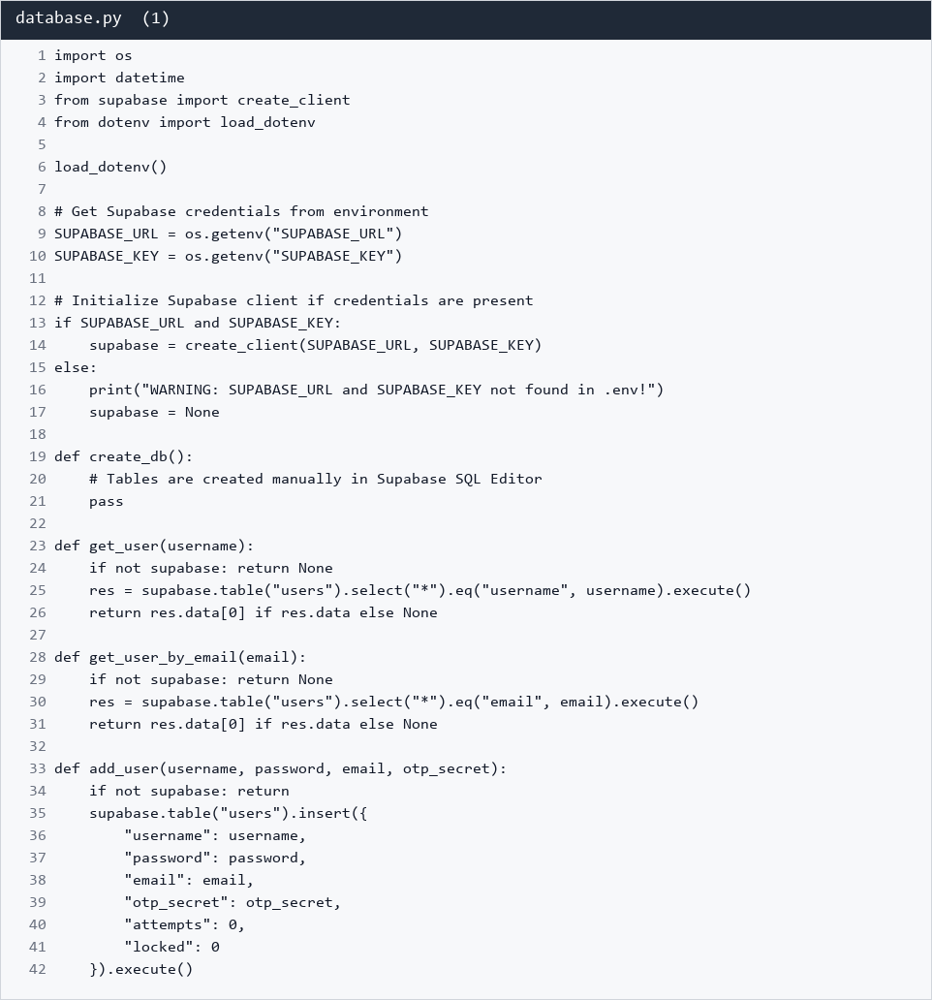 database.py  (1)
1 import os
2 import datetime
3 from supabase import create_client
4 from dotenv import load_dotenv
5
6 load_dotenv()
7
8 # Get Supabase credentials from environment
9 SUPABASE_URL = os.getenv("SUPABASE_URL")
10 SUPABASE_KEY = os.getenv("SUPABASE_KEY")
11
12 # Initialize Supabase client if credentials are present
13 if SUPABASE_URL and SUPABASE_KEY:
14     supabase = create_client(SUPABASE_URL, SUPABASE_KEY)
15 else:
16     print("WARNING: SUPABASE_URL and SUPABASE_KEY not found in .env!")
17     supabase = None
18
19 def create_db():
20     # Tables are created manually in Supabase SQL Editor
21     pass
22
23 def get_user(username):
24     if not supabase: return None
25     res = supabase.table("users").select("*").eq("username", username).execute()
26     return res.data[0] if res.data else None
27
28 def get_user_by_email(email):
29     if not supabase: return None
30     res = supabase.table("users").select("*").eq("email", email).execute()
31     return res.data[0] if res.data else None
32
33 def add_user(username, password, email, otp_secret):
34     if not supabase: return
35     supabase.table("users").insert({
36         "username": username,
37         "password": password,
38         "email": email,
39         "otp_secret": otp_secret,
40         "attempts": 0,
41         "locked": 0
42     }).execute()